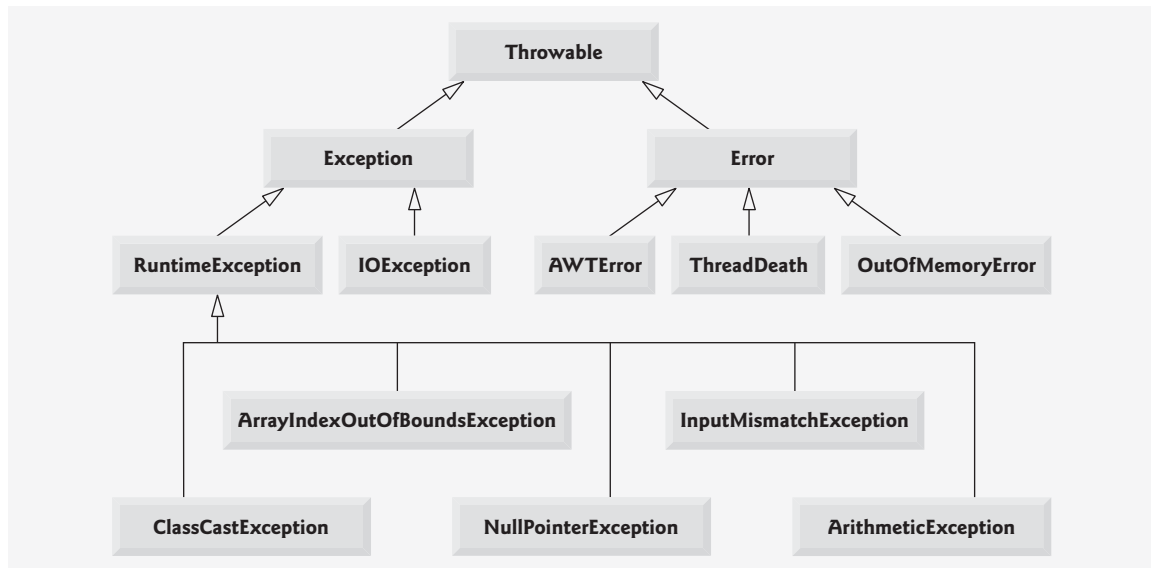 Throwable
Exception
Error
RuntimeException
IOException
AWTError
ThreadDeath
OutOfMemoryError
ArrayIndexOutOfBoundsException
InputMismatchException
ClassCastException
NullPointerException
ArithmeticException